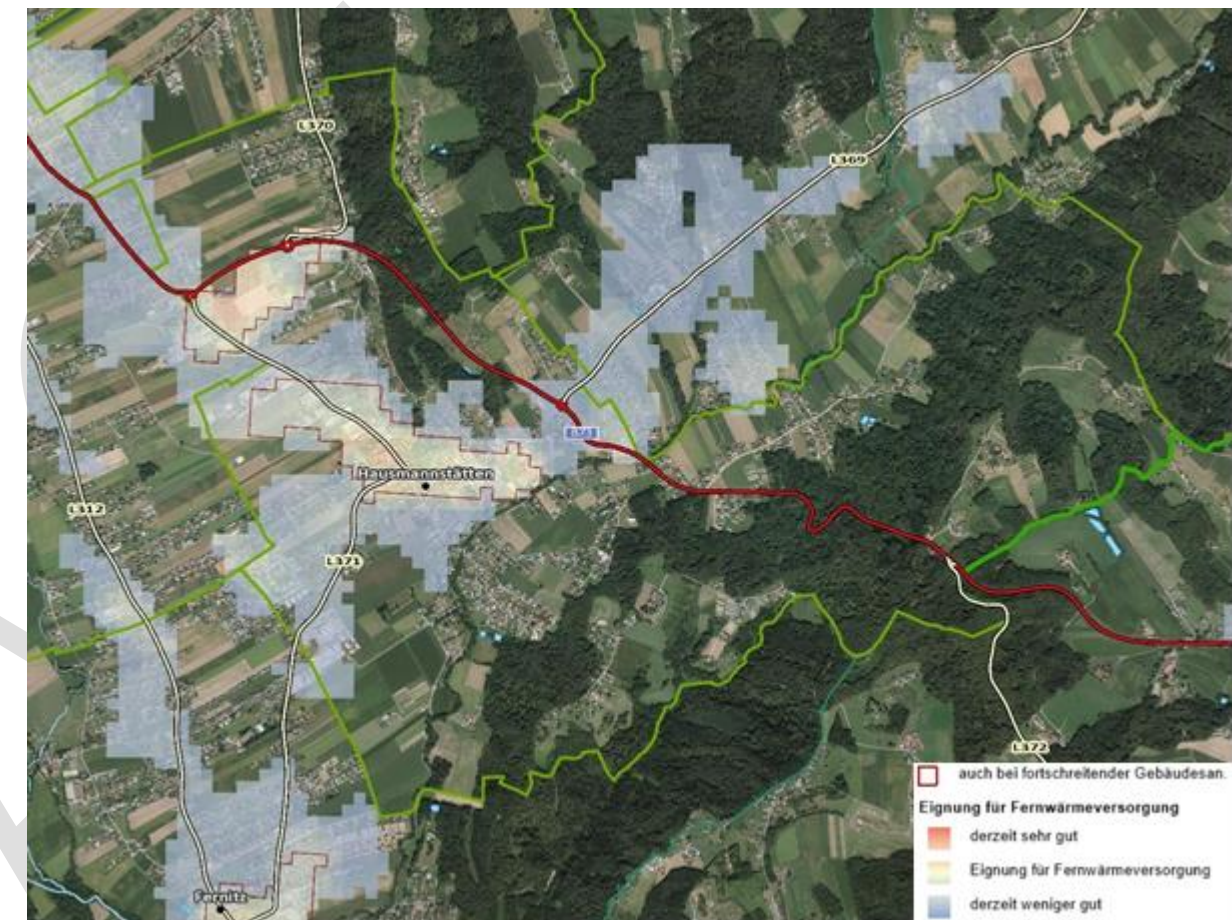 L370
L369
Hausmannstätten
L312
L371
L372
auch bei fortschreitender Gebäudesan.
Eignung für Fernwärmeversorgung
derzeit sehr gut
Eignung für Fernwärmeversorgung
derzeit weniger gut
Fernitz